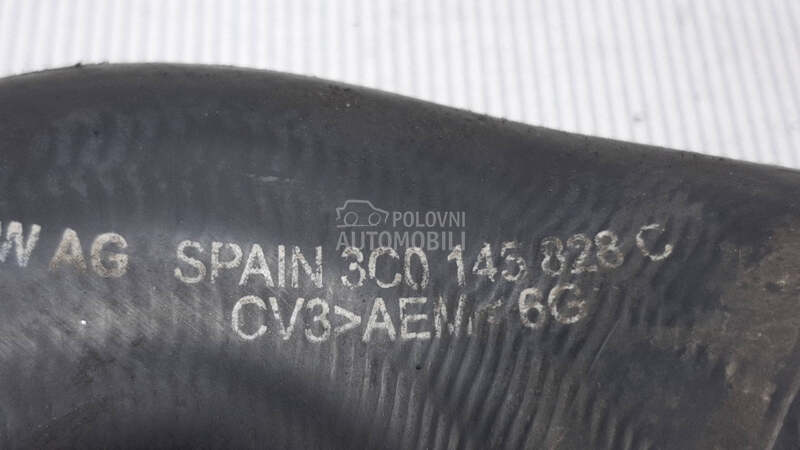 W AG SPAIN 3C0 145 828 C
CV3>AEM< 6G
POLOVNI
AUTOMOBILI